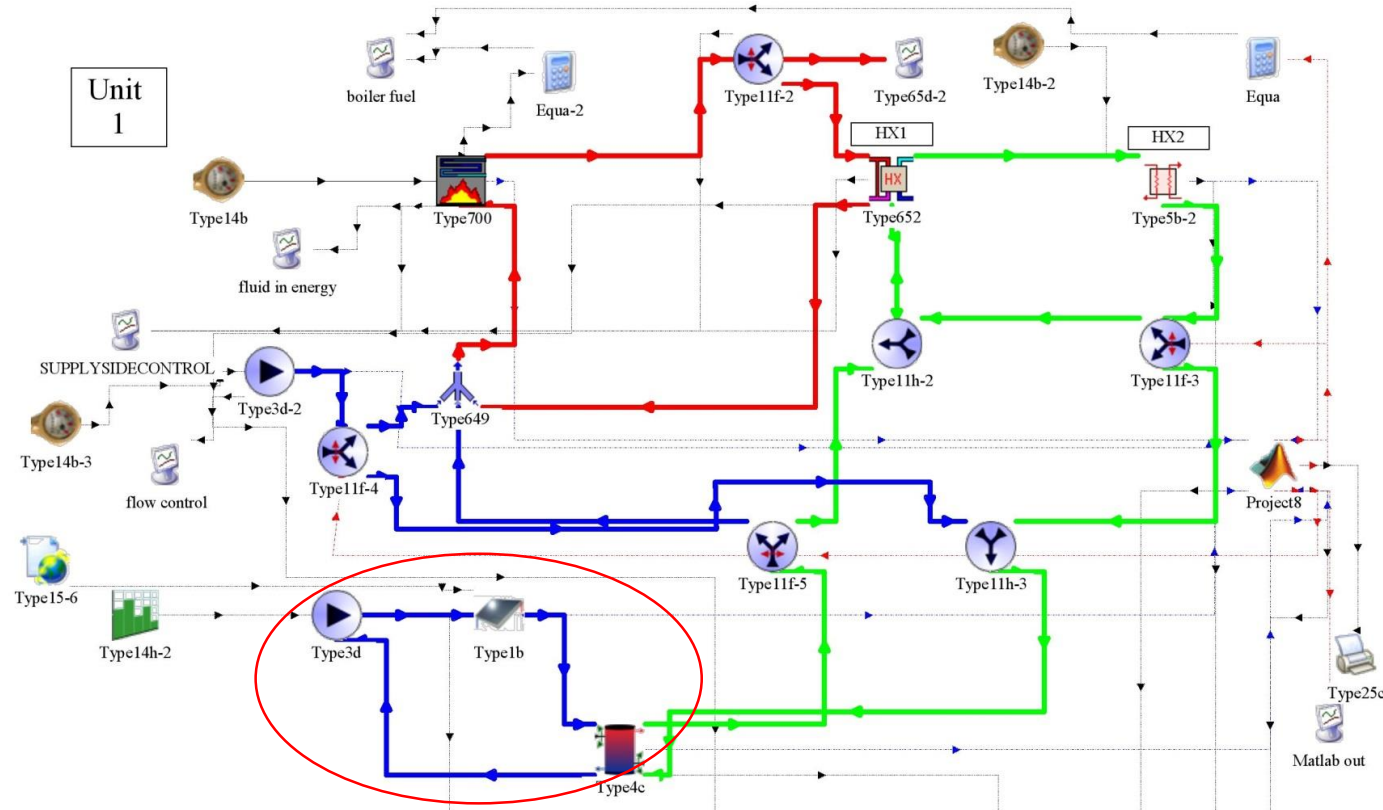 Unit
1
boiler fuel
Equa-2
Type11f-2
Type65d-2
Type14b-2
Equa
HX1
HX2
HX
Type14b
Type700
Type652
Type5b-2
fluid in energy
SUPPLYSIDECONTROL
Type3d-2
Type649
Type11h-2
Type11f-3
Type14b-3
flow control
Type11f-4
Project8
Type15-6
Type14h-2
Type3d
Type1b
Type11f-5
Type11h-3
Type25c
Type4c
Matlab out